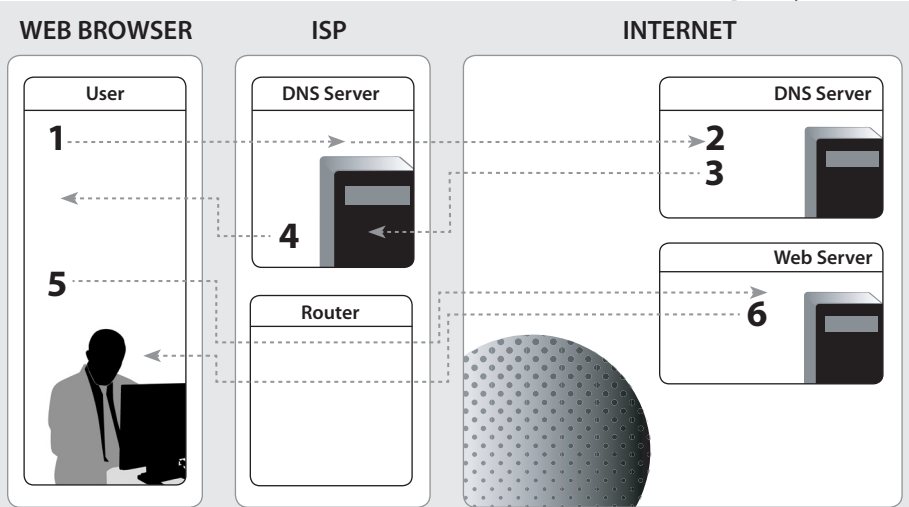 WEB BROWSER ISP INTERNET
User DNS Server DNS Server
1 2
3
4
Web Server
5
Router 6